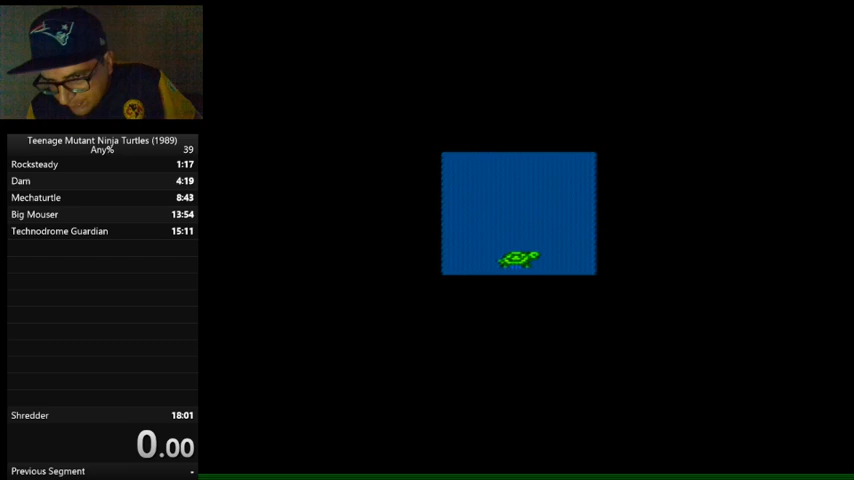 Teenage Mutant Ninja Turtles (1989)
Any% 39
Rocksteady 1:17
Dam 4:19
Mechaturtle 8:43
Big Mouser 13:54
Technodrome Guardian 15:11
Shredder 18:01
0.00
Previous Segment -